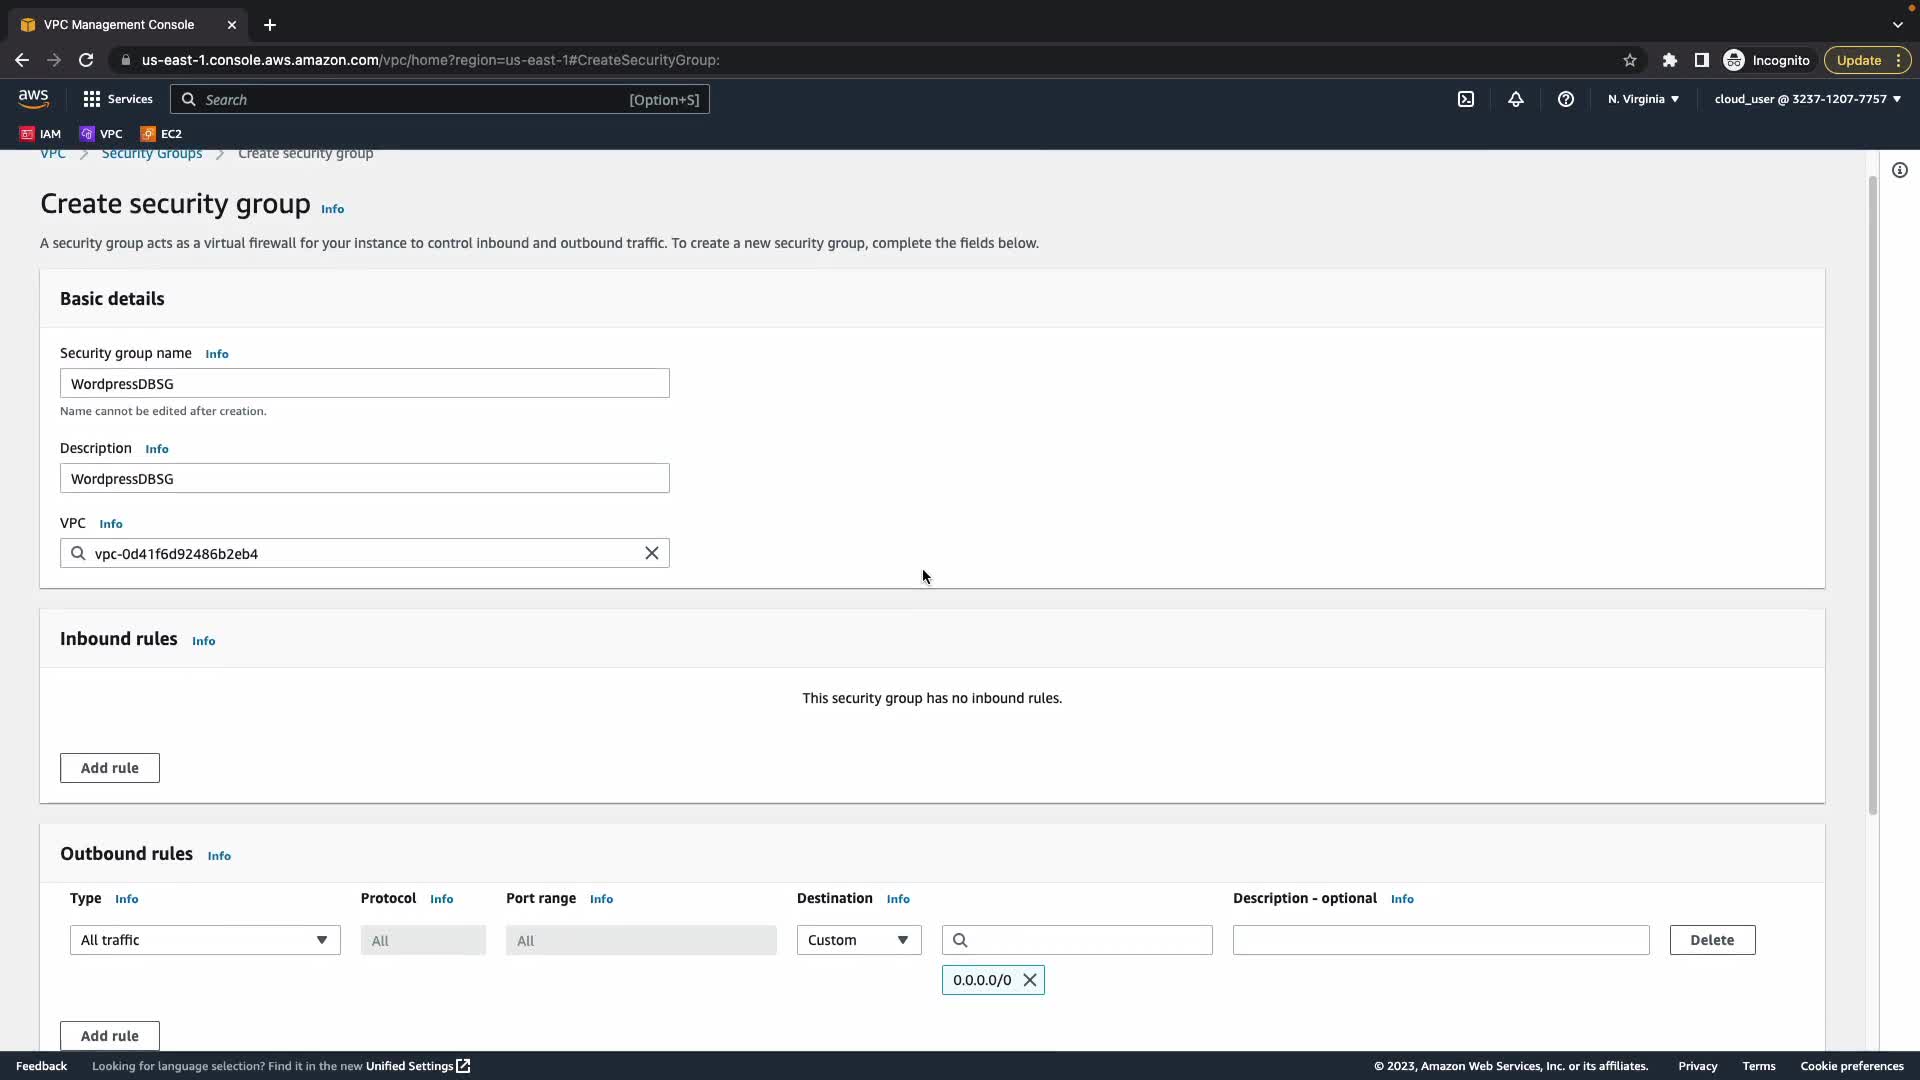 VPC Management Console
us-east-1.console.aws.amazon.com/vpc/home?region=us-east-1#CreateSecurityGroup:
Incognito
Update
aws
Services
Search
[Option+S]
N. Virginia
cloud_user @ 3237-1207-7757
IAM
VPC
EC2
VPC
Security Groups
Create security group
Create security group Info
A security group acts as a virtual firewall for your instance to control inbound and outbound traffic. To create a new security group, complete the fields below.
Basic details
Security group name Info
WordpressDBSG
Name cannot be edited after creation.
Description Info
WordpressDBSG
VPC Info
vpc-0d41f6d92486b2eb4
Inbound rules Info
This security group has no inbound rules.
Add rule
Outbound rules Info
Type Info
Protocol Info
Port range Info
Destination Info
Description - optional Info
All traffic
All
All
Custom
Delete
0.0.0.0/0
Add rule
Feedback
Looking for language selection? Find it in the new Unified Settings
© 2023, Amazon Web Services, Inc. or its affiliates.
Privacy
Terms
Cookie preferences